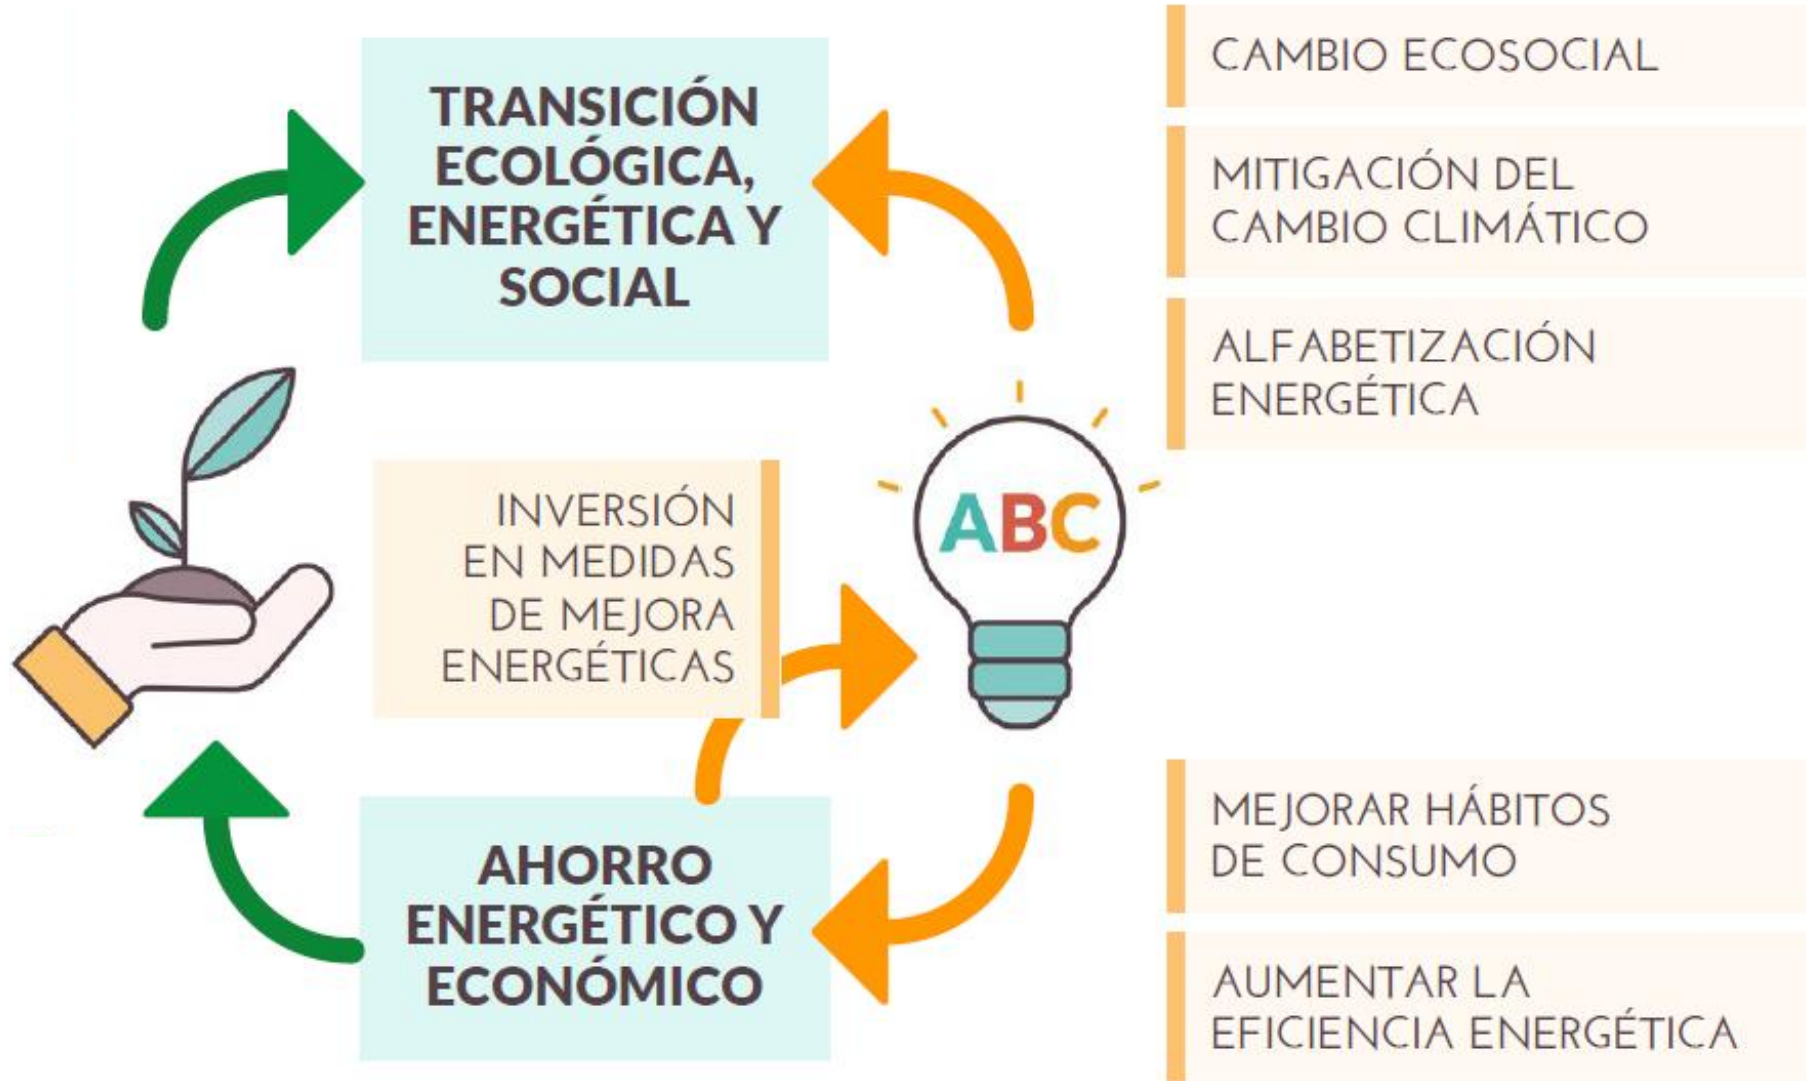 TRANSICIÓN
ECOLÓGICA,
ENERGÉTICA Y
SOCIAL
CAMBIO ECOSOCIAL
MITIGACIÓN DEL
CAMBIO CLIMÁTICO
ALFABETIZACIÓN
ENERGÉTICA
INVERSIÓN
EN MEDIDAS
DE MEJORA
ENERGÉTICAS
ABC
AHORRO
ENERGÉTICO Y
ECONÓMICO
MEJORAR HÁBITOS
DE CONSUMO
AUMENTAR LA
EFICIENCIA ENERGÉTICA